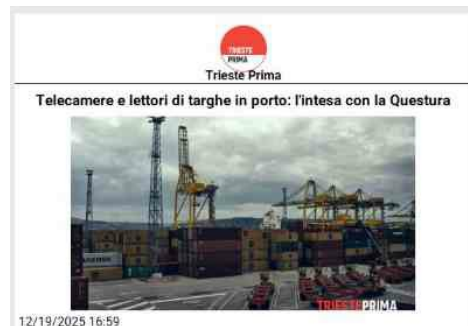 TRIESTE
PRIMA
Trieste Prima
Telecamere e lettori di targhe in porto: l'intesa con la Questura
TRIESTEPRIMA
12/19/2025 16:59